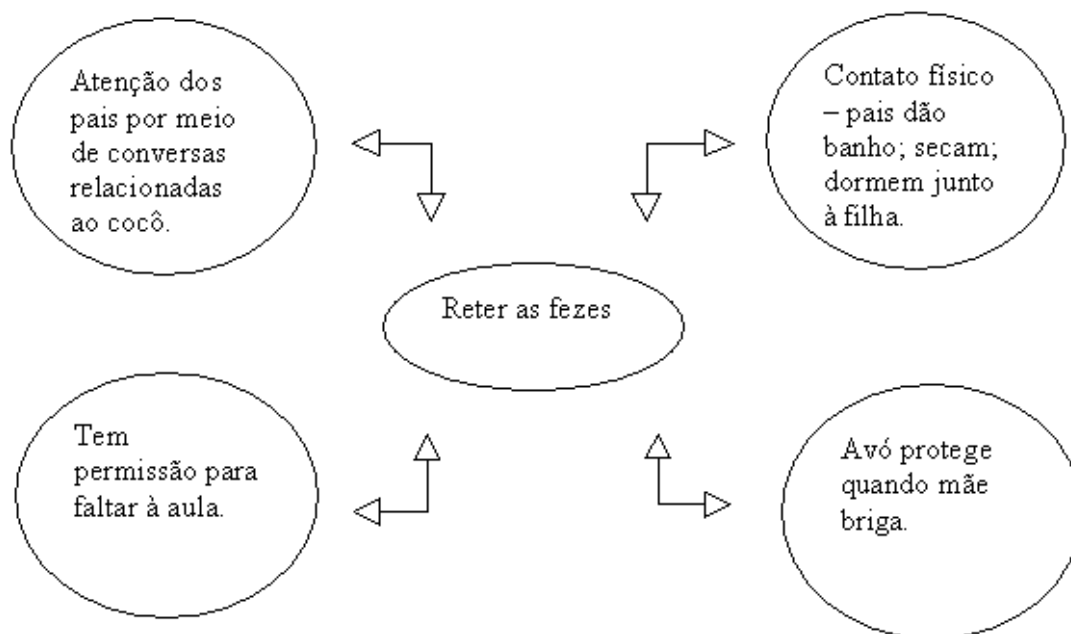 Atenção dos
pais por meio
de conversas
relacionadas
ao cocô.
Contato físico
– pais dão
banho; secam;
dormem junto
à filha.
Reter as fezes
Tem
permissão para
faltar à aula.
Avó protege
quando mãe
briga.